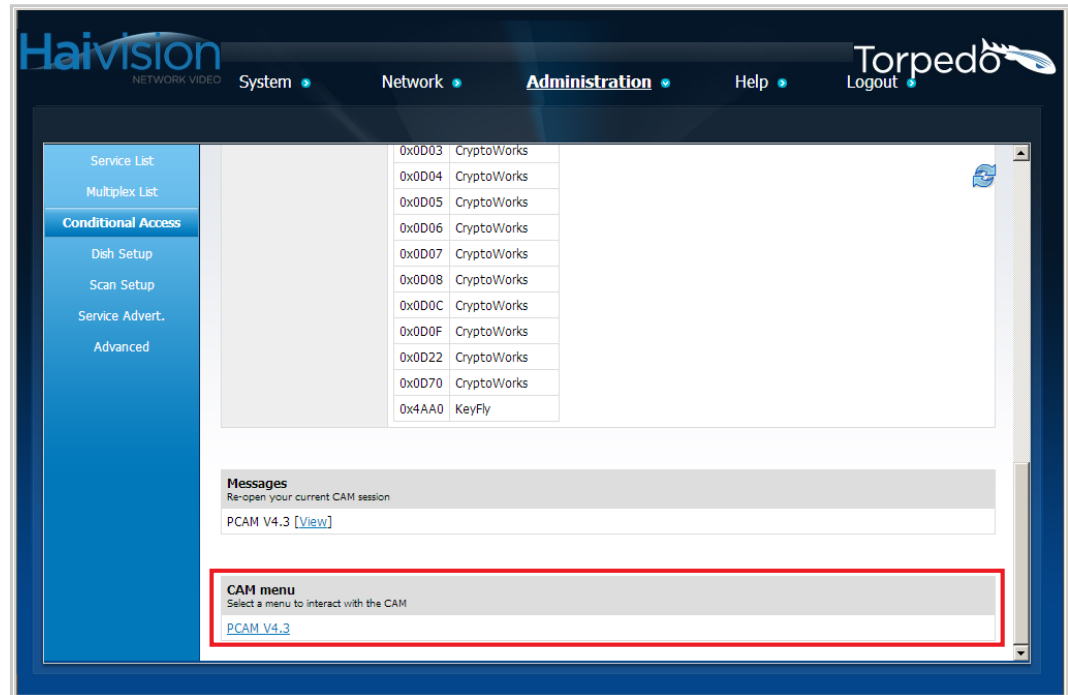 Haivision
NETWORK VIDEO
Torpedo
System
Network
Administration
Help
Logout
Service List
Multiplex List
Conditional Access
Dish Setup
Scan Setup
Service Advert.
Advanced
0x0D03 CryptoWorks
0x0D04 CryptoWorks
0x0D05 CryptoWorks
0x0D06 CryptoWorks
0x0D07 CryptoWorks
0x0D08 CryptoWorks
0x0D0C CryptoWorks
0x0D0F CryptoWorks
0x0D22 CryptoWorks
0x0D70 CryptoWorks
0x4AA0 KeyFly
Messages
Re-open your current CAM session
PCAM V4.3 [View]
CAM menu
Select a menu to interact with the CAM
PCAM V4.3